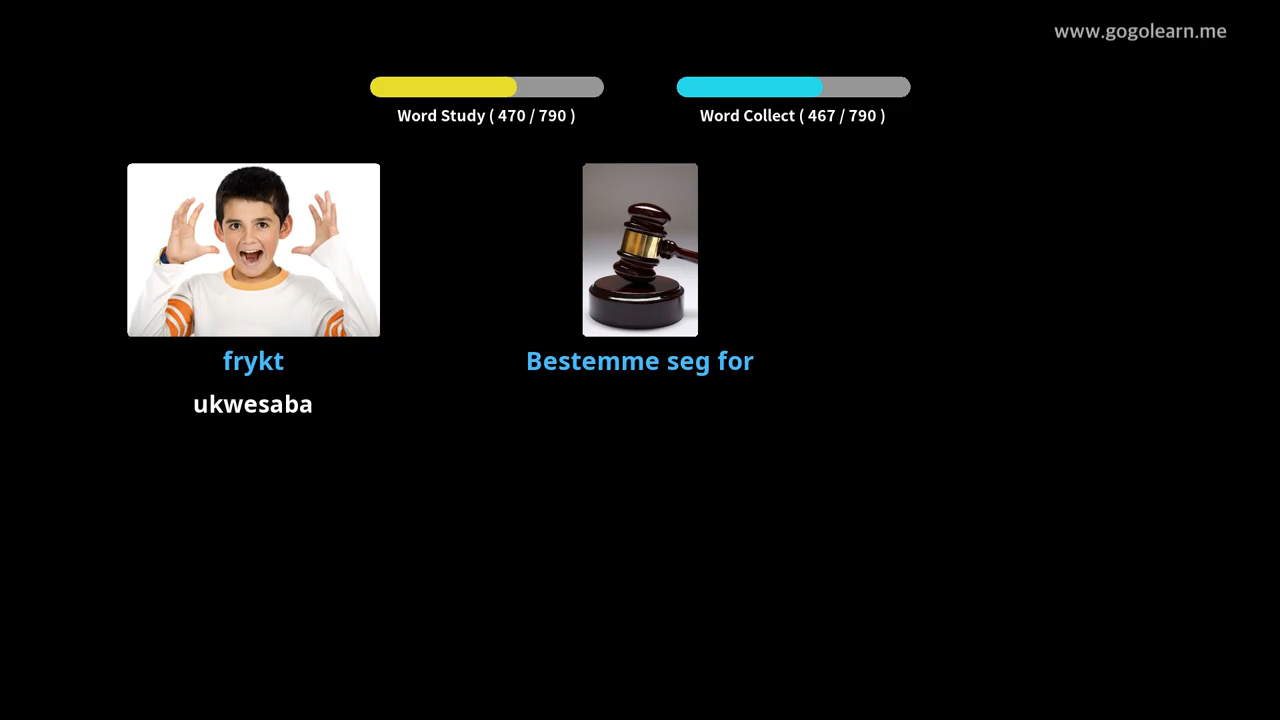 www.gogolearn.me
Word Study ( 470 / 790 )
Word Collect ( 467 / 790 )
frykt
Bestemme seg for
ukwesaba